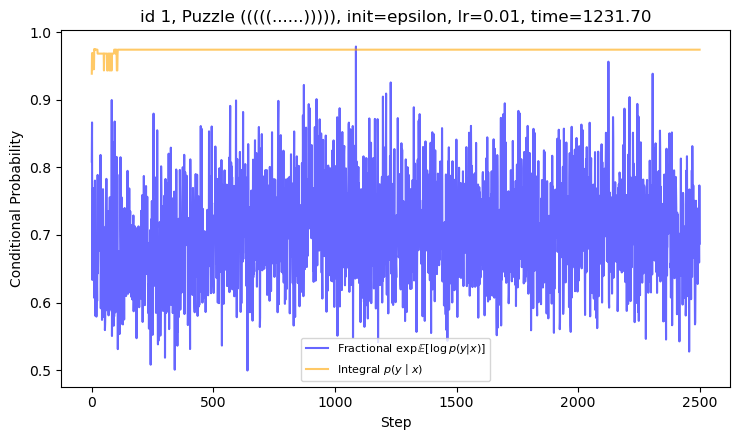 id 1, Puzzle (((((......))))), init=epsilon, lr=0.01, time=1231.70
1.0
0.9
0.8
0.7
0.6
0.5
Conditional Probability
Fractional exp𝔼[log p(y|x)]
Integral p(y | x)
0 500 1000 1500 2000 2500
Step